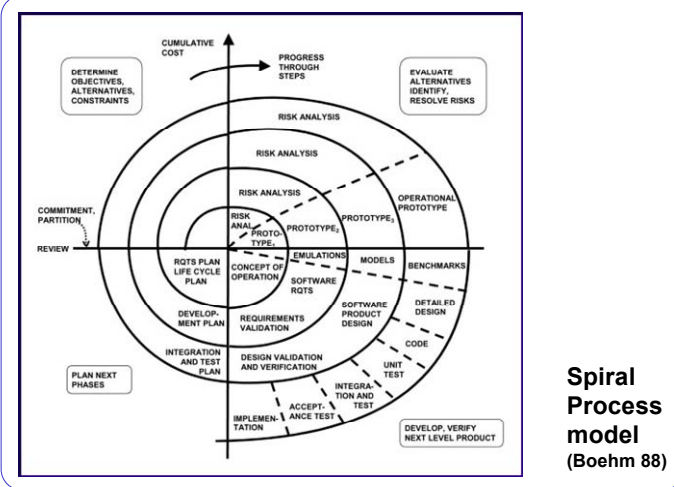 CUMULATIVE
COST
PROGRESS
THROUGH
STEPS
DETERMINE
OBJECTIVES,
ALTERNATIVES,
CONSTRAINTS
EVALUATE
ALTERNATIVES
IDENTIFY,
RESOLVE RISKS
RISK ANALYSIS
RISK ANALYSIS
RISK ANALYSIS
RISK
ANAL.
PROTO-
TYPE1
PROTOTYPE2
PROTOTYPE3
OPERATIONAL
PROTOTYPE
COMMITMENT,
PARTITION
REVIEW
RQTS PLAN
LIFE CYCLE
PLAN
CONCEPT OF
OPERATION
EMULATIONS
MODELS
BENCHMARKS
SOFTWARE
RQTS
SOFTWARE
PRODUCT
DESIGN
DETAILED
DESIGN
DEVELOP-
MENT PLAN
REQUIREMENTS
VALIDATION
CODE
UNIT
TEST
INTEGRATION
AND TEST
PLAN
DESIGN VALIDATION
AND VERIFICATION
INTEGRA-
TION AND
TEST
ACCEPT-
ANCE TEST
IMPLEMEN-
TATION
PLAN NEXT
PHASES
DEVELOP, VERIFY
NEXT LEVEL PRODUCT
Spiral
Process
model
(Boehm 88)